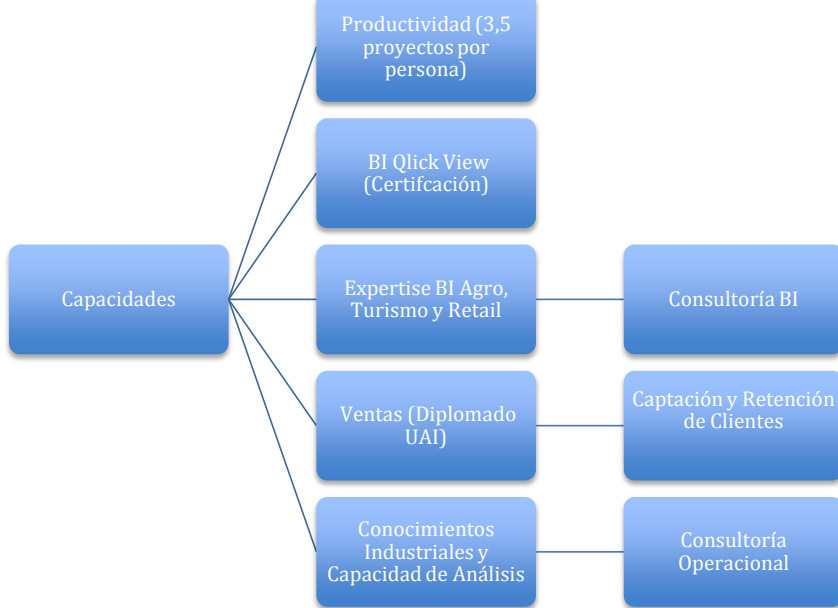 Productividad (3,5
proyectos por
persona)
BI Qlick View
(Certifcación)
Capacidades
Expertise BI Agro,
Turismo y Retail
Consultoría BI
Ventas (Diplomado
UAI)
Captación y Retención
de Clientes
Conocimientos
Industriales y
Capacidad de Análisis
Consultoría
Operacional